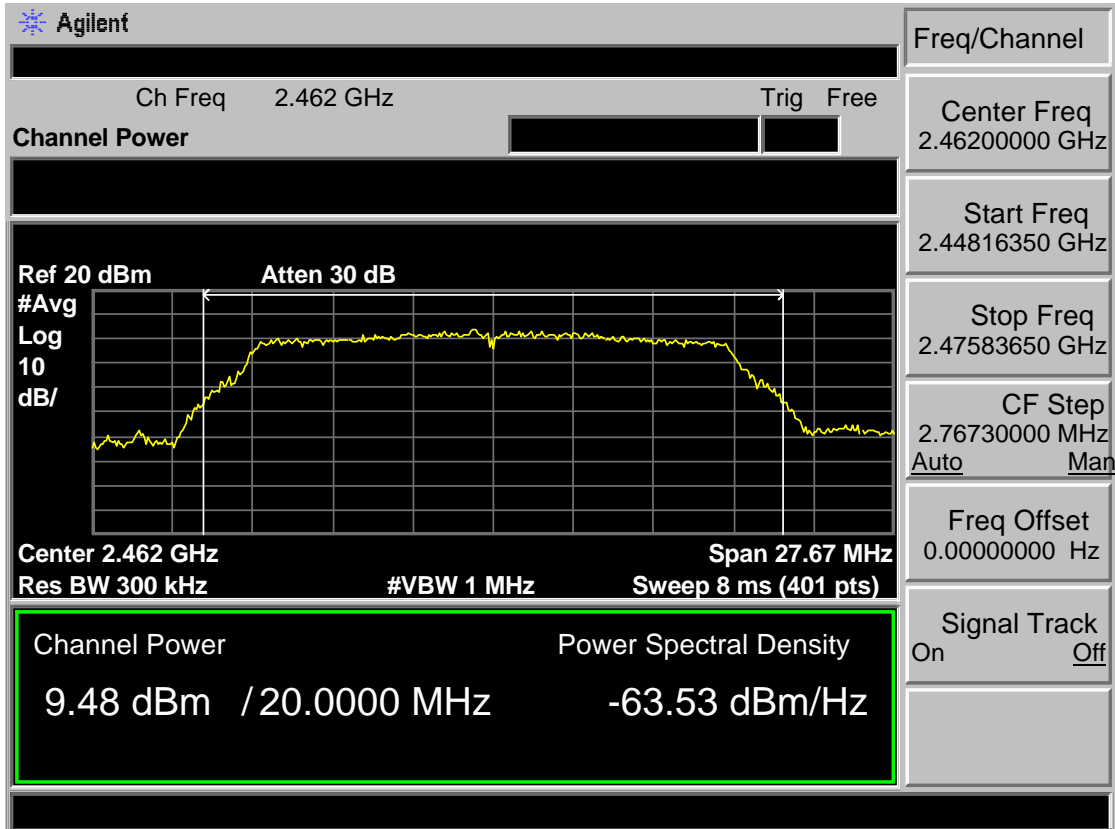 Agilent
Ch Freq 2.462 GHz Trig Free
Channel Power
Ref 20 dBm Atten 30 dB
#Avg
Log
10
dB/
Center 2.462 GHz Span 27.67 MHz
Res BW 300 kHz #VBW 1 MHz Sweep 8 ms (401 pts)
Channel Power Power Spectral Density
9.48 dBm / 20.0000 MHz -63.53 dBm/Hz
Freq/Channel
Center Freq
2.46200000 GHz
Start Freq
2.44816350 GHz
Stop Freq
2.47583650 GHz
CF Step
2.76730000 MHz
Auto Man
Freq Offset
0.00000000 Hz
Signal Track
On Off